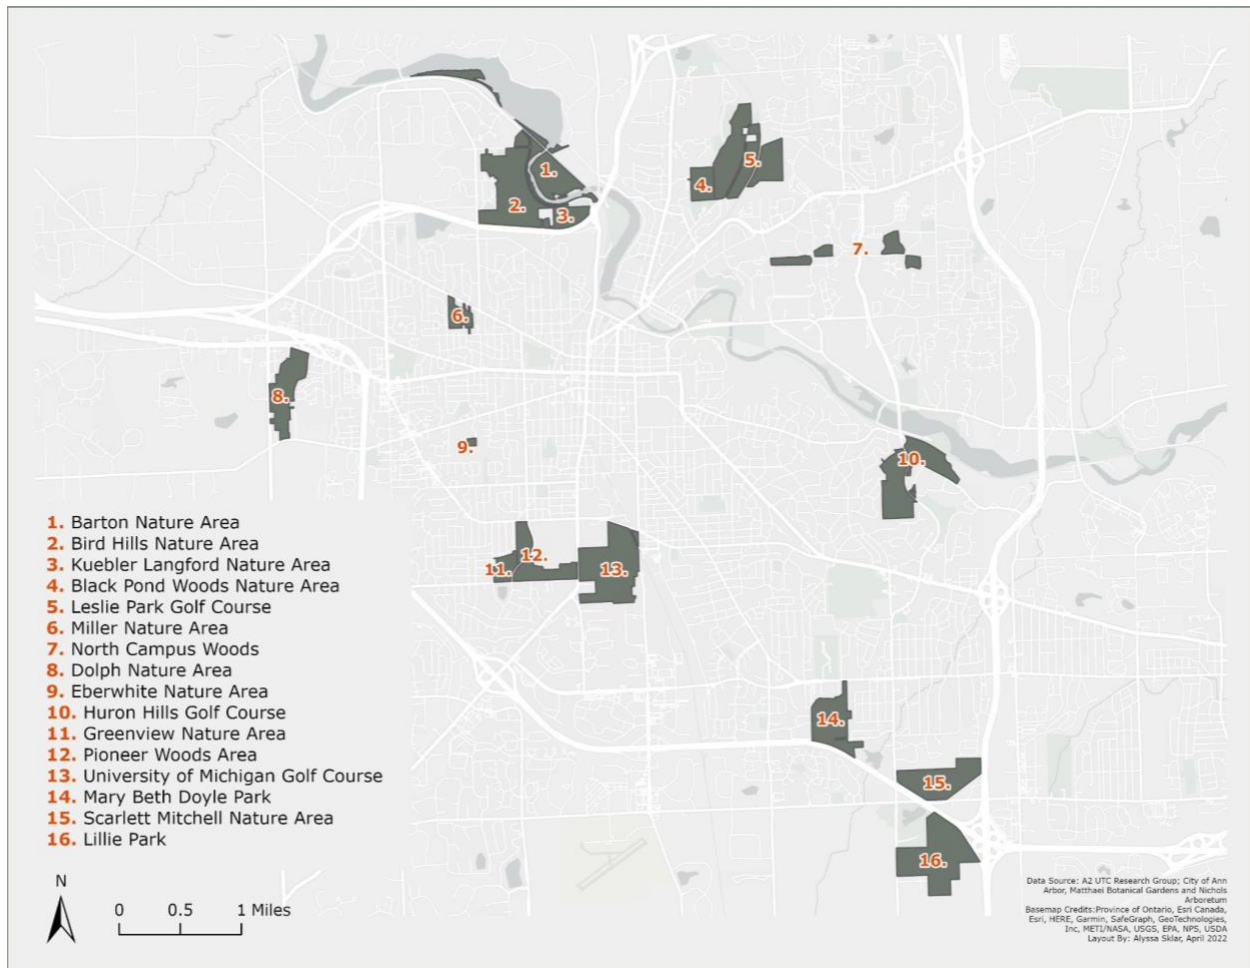 1.
2.
3.
4.
5.
6.
7.
8.
9.
10.
11.
12.
13.
14.
15.
16.
1. Barton Nature Area
2. Bird Hills Nature Area
3. Kuebler Langford Nature Area
4. Black Pond Woods Nature Area
5. Leslie Park Golf Course
6. Miller Nature Area
7. North Campus Woods
8. Dolph Nature Area
9. Eberwhite Nature Area
10. Huron Hills Golf Course
11. Greenview Nature Area
12. Pioneer Woods Area
13. University of Michigan Golf Course
14. Mary Beth Doyle Park
15. Scarlett Mitchell Nature Area
16. Lillie Park
N
0 0.5 1 Miles
Data Source: A2 UTC Research Group; City of Ann
Arbor, Matthaei Botanical Gardens and Nichols
Arboretum
Basemap Credits:Province of Ontario, Esri Canada,
Esri, HERE, Garmin, SafeGraph, GeoTechnologies,
Inc, METI/NASA, USGS, EPA, NPS, USDA
Layout By: Alyssa Sklar, April 2022